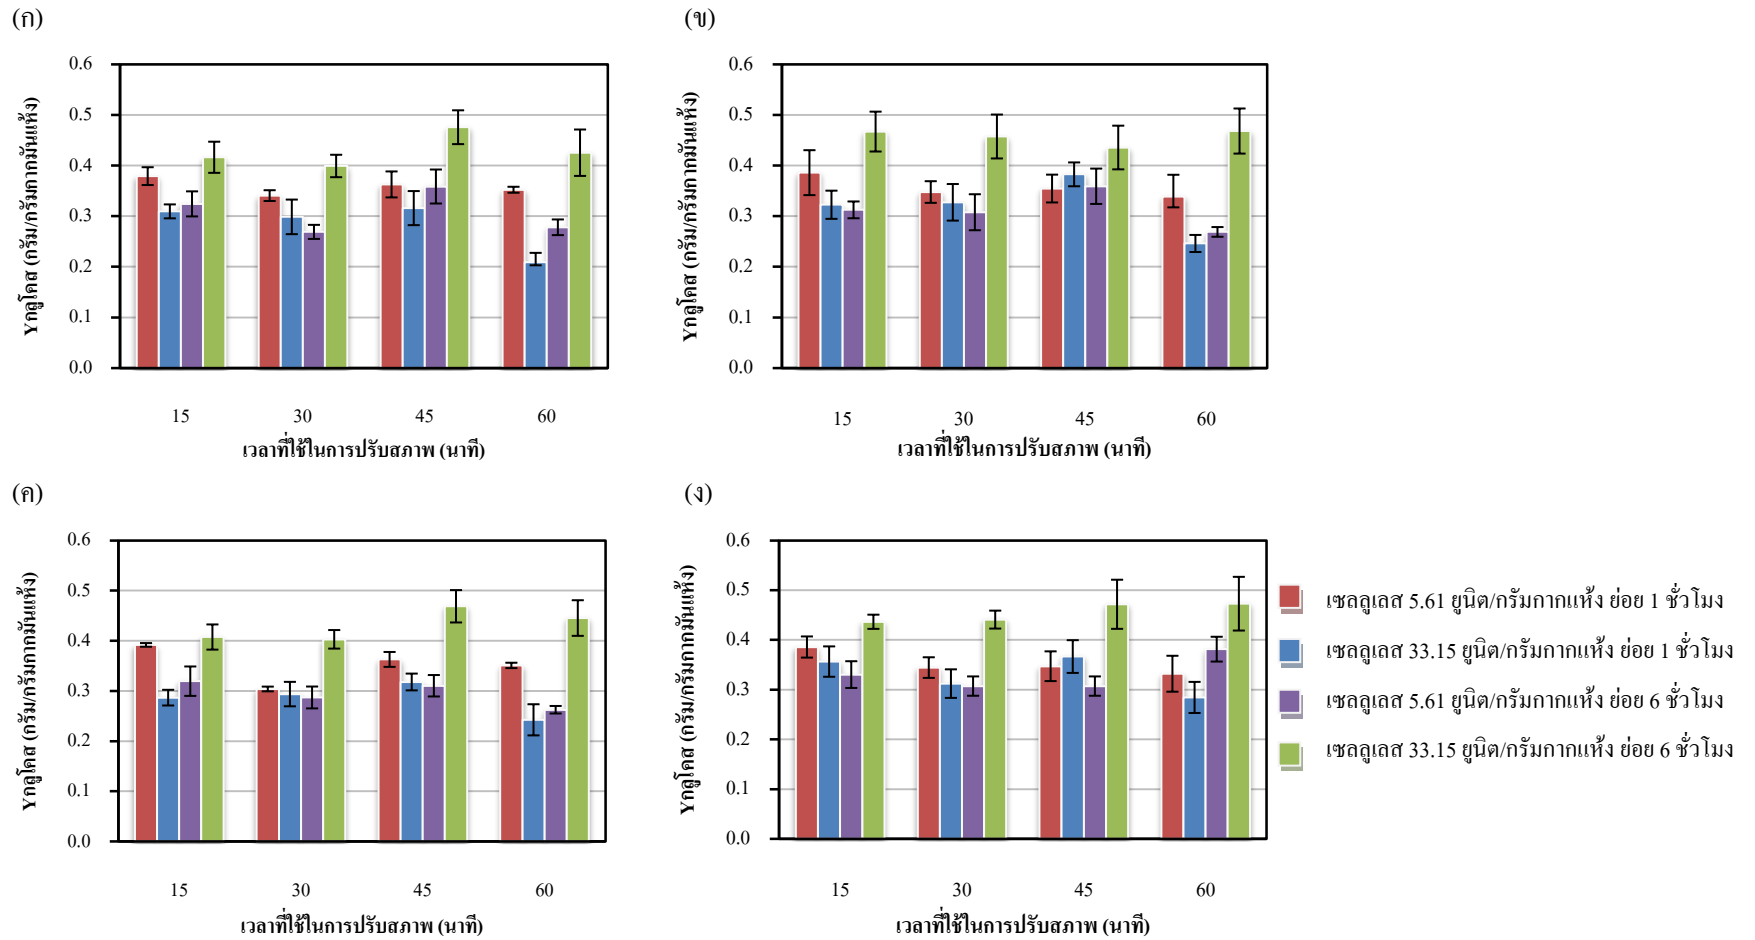 (ก)
0.6
0.5
0.4
0.3
0.2
0.1
0.0
Yกลูโคส (กรัม/กรัมกากมันแห้ง)
15 30 45 60
เวลาที่ใช้ในการปรับสภาพ (นาที)
(ข)
0.6
0.5
0.4
0.3
0.2
0.1
0.0
Yกลูโคส (กรัม/กรัมกากมันแห้ง)
15 30 45 60
เวลาที่ใช้ในการปรับสภาพ (นาที)
(ค)
0.6
0.5
0.4
0.3
0.2
0.1
0.0
Yกลูโคส (กรัม/กรัมกากมันแห้ง)
15 30 45 60
เวลาที่ใช้ในการปรับสภาพ (นาที)
(ง)
0.6
0.5
0.4
0.3
0.2
0.1
0.0
Yกลูโคส (กรัม/กรัมกากมันแห้ง)
15 30 45 60
เวลาที่ใช้ในการปรับสภาพ (นาที)
เซลลูเลส 5.61 ยูนิต/กรัมกากแห้ง ย่อย 1 ชั่วโมง
เซลลูเลส 33.15 ยูนิต/กรัมกากแห้ง ย่อย 1 ชั่วโมง
เซลลูเลส 5.61 ยูนิต/กรัมกากแห้ง ย่อย 6 ชั่วโมง
เซลลูเลส 33.15 ยูนิต/กรัมกากแห้ง ย่อย 6 ชั่วโมง